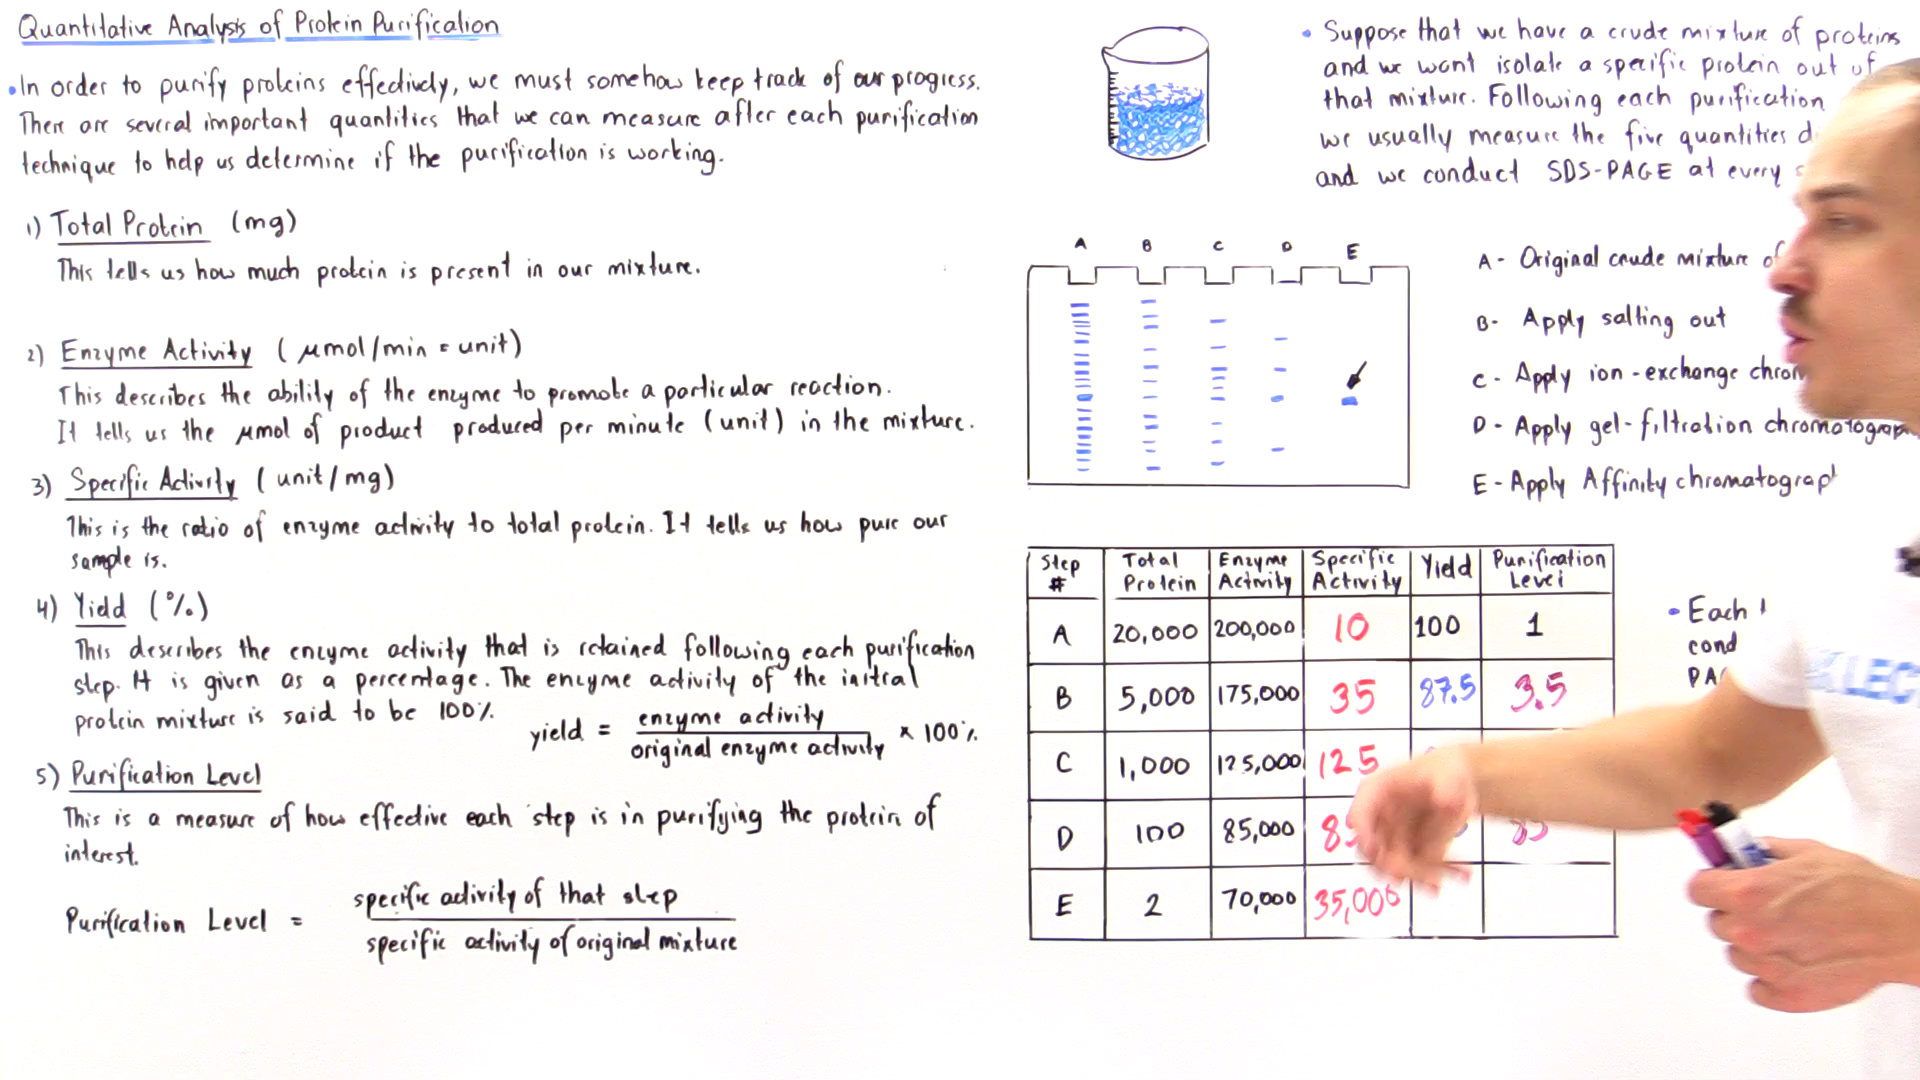 Quantitative Analysis of Protein Purification
• In order to purify proteins effectively, we must somehow keep track of our progress.
There are several important quantities that we can measure after each purification
technique to help us determine if the purification is working.
1) Total Protein (mg)
This tells us how much protein is present in our mixture.
2) Enzyme Activity (μmol/min = unit)
This describes the ability of the enzyme to promote a particular reaction.
It tells us the μmol of product produced per minute (unit) in the mixture.
3) Specific Activity (unit/mg)
This is the ratio of enzyme activity to total protein. It tells us how pure our
sample is.
4) Yield (%)
This describes the enzyme activity that is retained following each purification
step. It is given as a percentage. The enzyme activity of the initial
protein mixture is said to be 100%.
yield = enzyme activity / original enzyme activity × 100%
5) Purification Level
This is a measure of how effective each step is in purifying the protein of
interest.
Purification Level = specific activity of that step / specific activity of original mixture
• Suppose that we have a crude mixture of proteins
and we want isolate a specific protein out of
that mixture. Following each purification
we usually measure the five quantities
and we conduct SDS-PAGE at every
A B C D E
A - Original crude mixture of
B - Apply salting out
C - Apply ion-exchange
D - Apply gel-filtration
E - Apply Affinity
Step # Total Protein Enzyme Activity Specific Activity Yield Purification Level
A 20,000 200,000 10 100 1
B 5,000 175,000 35 87.5 3.5
C 1,000 125,000 125
D 100 85,000
E 2 70,000 35,000
• Each